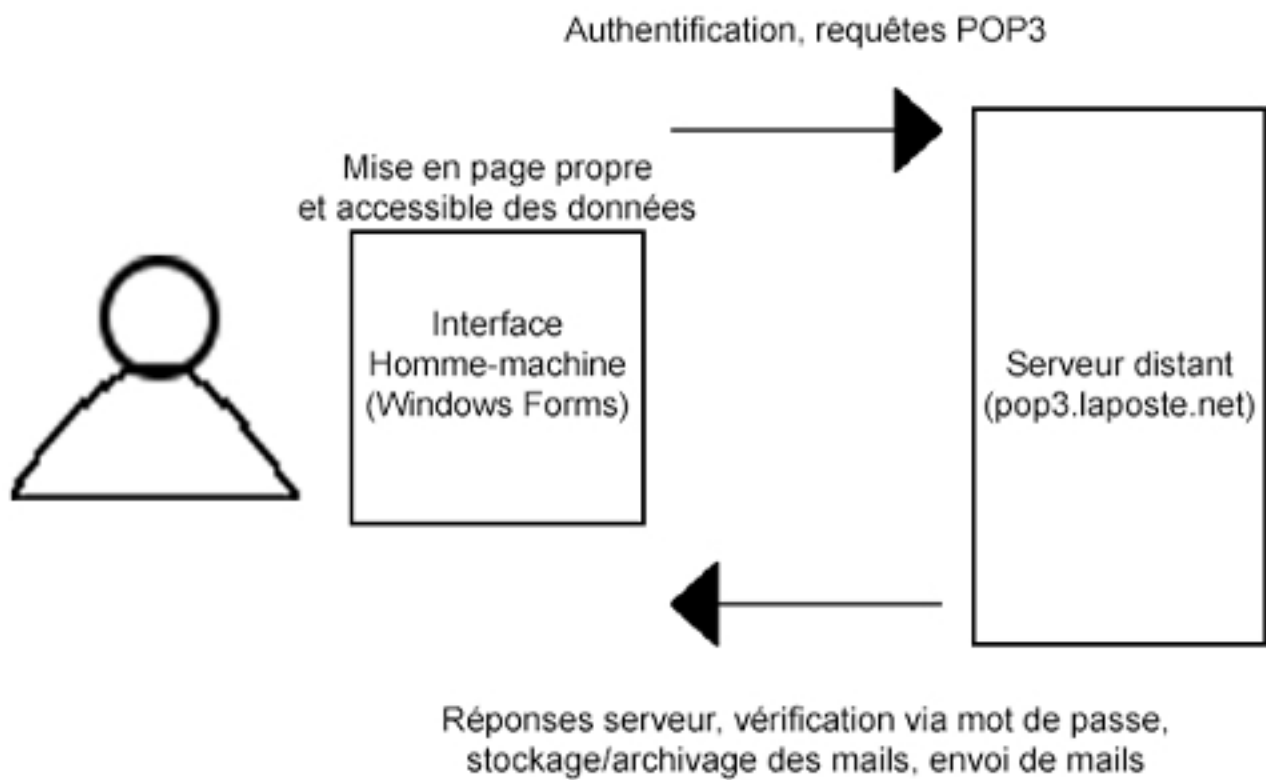 Authentification, requêtes POP3
Mise en page propre
et accessible des données
Interface
Homme-machine
(Windows Forms)
Serveur distant
(pop3.laposte.net)
Réponses serveur, vérification via mot de passe,
stockage/archivage des mails, envoi de mails